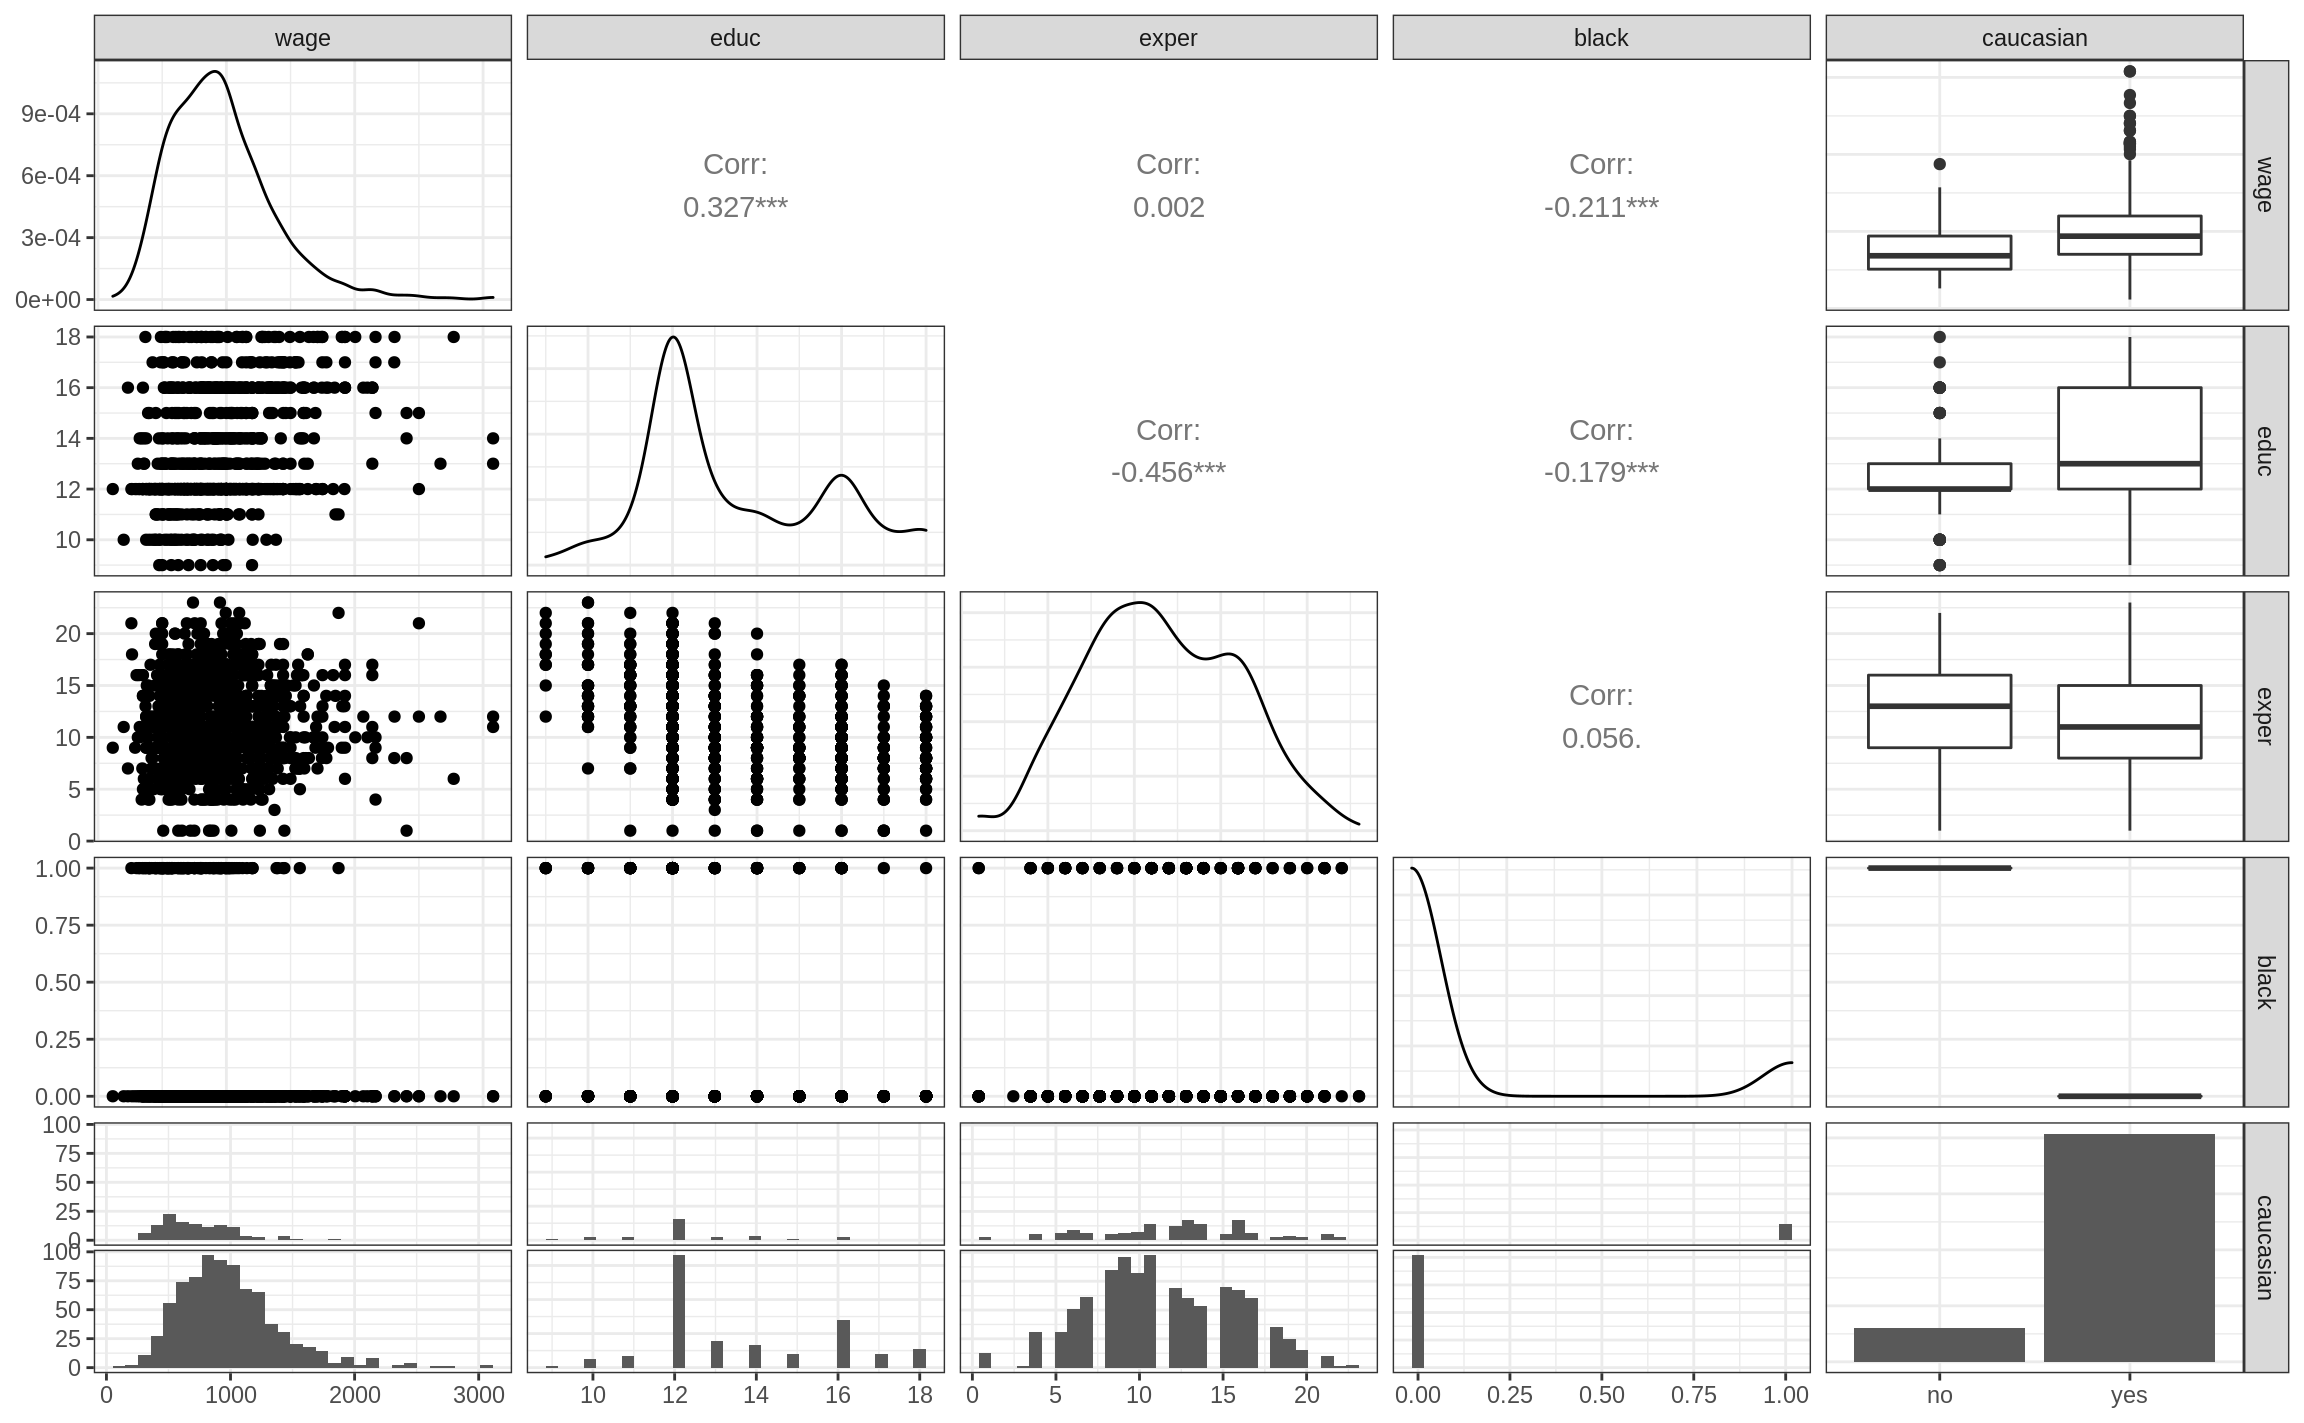 wage educ exper black caucasian
9e-04
6e-04
3e-04
0e+00
Corr:
0.327***
Corr:
0.002
Corr:
-0.211***
wage
18
16
14
12
10
Corr:
-0.456***
Corr:
-0.179***
educ
20
15
10
5
0
Corr:
0.056.
exper
1.00
0.75
0.50
0.25
0.00
black
100
75
50
25
0
100
75
50
25
0
caucasian
0 1000 2000 3000 10 12 14 16 18 0 5 10 15 20 0.00 0.25 0.50 0.75 1.00 no yes